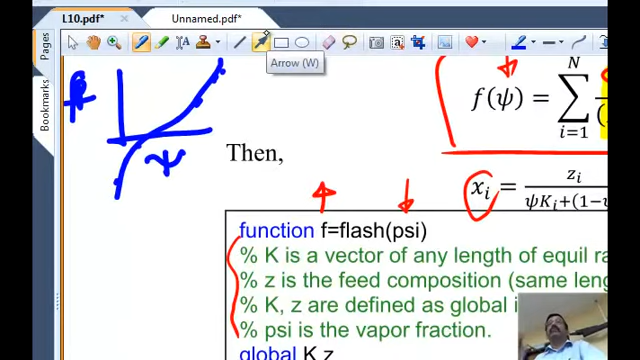 L10.pdf*
Unnamed.pdf*
Pages
Bookmarks
Arrow (W)
f
ψ
f(ψ) = ∑ N i=1
Then,
xᵢ = zᵢ / ψKᵢ+(1−ψ
function f=flash(psi)
% K is a vector of any length of equil ra
% z is the feed composition (same leng
% K, z are defined as global i
% psi is the vapor fraction.
global K z